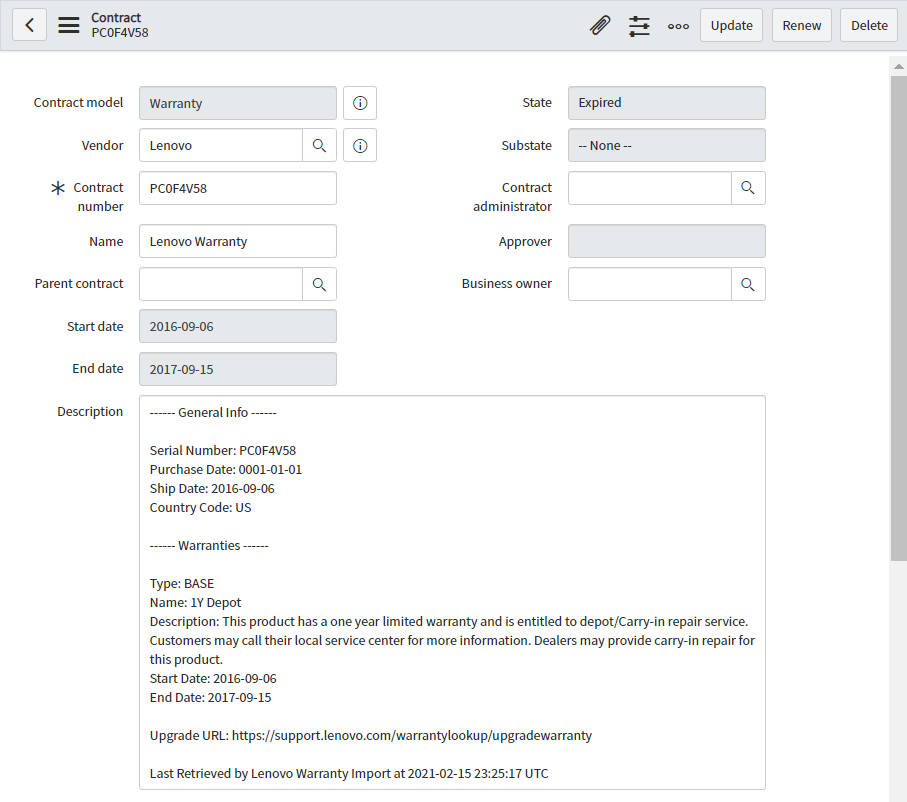 Contract
PC0F4V58
Update
Renew
Delete
Contract model
Warranty
State
Expired
Vendor
Lenovo
Substate
-- None --
Contract
number
PC0F4V58
Contract
administrator
Name
Lenovo Warranty
Approver
Parent contract
Business owner
Start date
2016-09-06
End date
2017-09-15
Description
------ General Info ------
Serial Number: PC0F4V58
Purchase Date: 0001-01-01
Ship Date: 2016-09-06
Country Code: US
------ Warranties ------
Type: BASE
Name: 1Y Depot
Description: This product has a one year limited warranty and is entitled to depot/Carry-in repair service.
Customers may call their local service center for more information. Dealers may provide carry-in repair for
this product.
Start Date: 2016-09-06
End Date: 2017-09-15
Upgrade URL: https://support.lenovo.com/warrantylookup/upgradewarranty
Last Retrieved by Lenovo Warranty Import at 2021-02-15 23:25:17 UTC